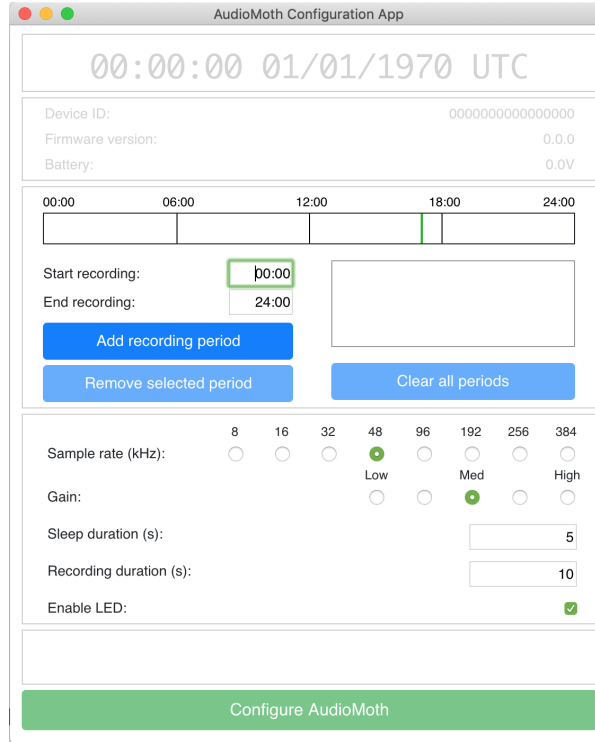 AudioMoth Configuration App
00:00:00 01/01/1970 UTC
Device ID: 0000000000000000
Firmware version: 0.0.0
Battery: 0.0V
00:00 06:00 12:00 18:00 24:00
Start recording: 00:00
End recording: 24:00
Add recording period
Remove selected period Clear all periods
8 16 32 48 96 192 256 384
Sample rate (kHz):
Low Med High
Gain:
Sleep duration (s): 5
Recording duration (s): 10
Enable LED:
Configure AudioMoth